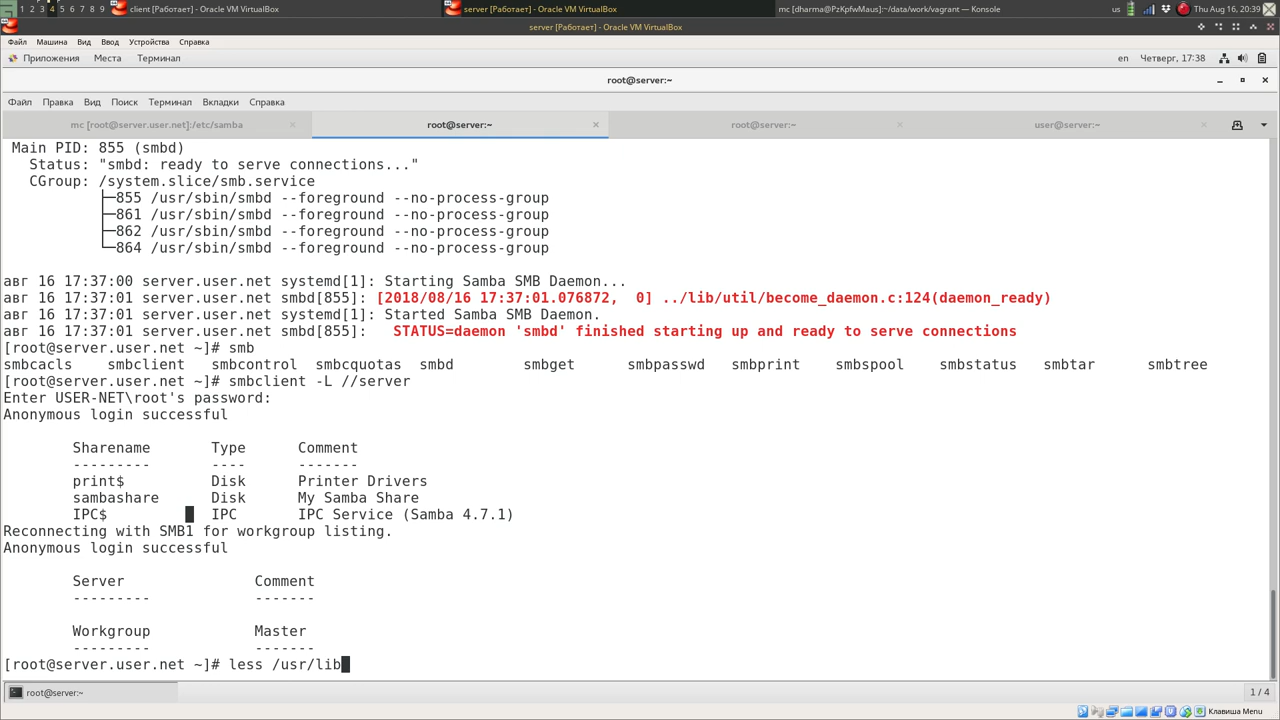 1 2 3 4 5 6 7 8 9
client [Работает] - Oracle VM VirtualBox
server [Работает] - Oracle VM VirtualBox
mc [dharma@PzKpfwMaus]:~/data/work/vagrant — Konsole
us
Thu Aug 16, 20:39
server [Работает] - Oracle VM VirtualBox
Файл Машина Вид Ввод Устройства Справка
Приложения Места Терминал
en Четверг, 17:38
root@server:~
Файл Правка Вид Поиск Терминал Вкладки Справка
mc [root@server.user.net]:/etc/samba
root@server:~
root@server:~
user@server:~
Main PID: 855 (smbd)
Status: "smbd: ready to serve connections..."
CGroup: /system.slice/smb.service
├─855 /usr/sbin/smbd --foreground --no-process-group
├─861 /usr/sbin/smbd --foreground --no-process-group
├─862 /usr/sbin/smbd --foreground --no-process-group
└─864 /usr/sbin/smbd --foreground --no-process-group
авг 16 17:37:00 server.user.net systemd[1]: Starting Samba SMB Daemon...
авг 16 17:37:01 server.user.net smbd[855]: [2018/08/16 17:37:01.076872,  0] ../lib/util/become_daemon.c:124(daemon_ready)
авг 16 17:37:01 server.user.net systemd[1]: Started Samba SMB Daemon.
авг 16 17:37:01 server.user.net smbd[855]:   STATUS=daemon 'smbd' finished starting up and ready to serve connections
[root@server.user.net ~]# smb
smbcacls smbclient smbcontrol smbcquotas smbd smbget smbpasswd smbprint smbspool smbstatus smbtar smbtree
[root@server.user.net ~]# smbclient -L //server
Enter USER-NET\root's password:
Anonymous login successful
Sharename Type Comment
--------- ---- -------
print$ Disk Printer Drivers
sambashare Disk My Samba Share
IPC$ IPC IPC Service (Samba 4.7.1)
Reconnecting with SMB1 for workgroup listing.
Anonymous login successful
Server Comment
--------- -------
Workgroup Master
--------- -------
[root@server.user.net ~]# less /usr/lib
root@server:~
1 / 4
Клавиша Menu